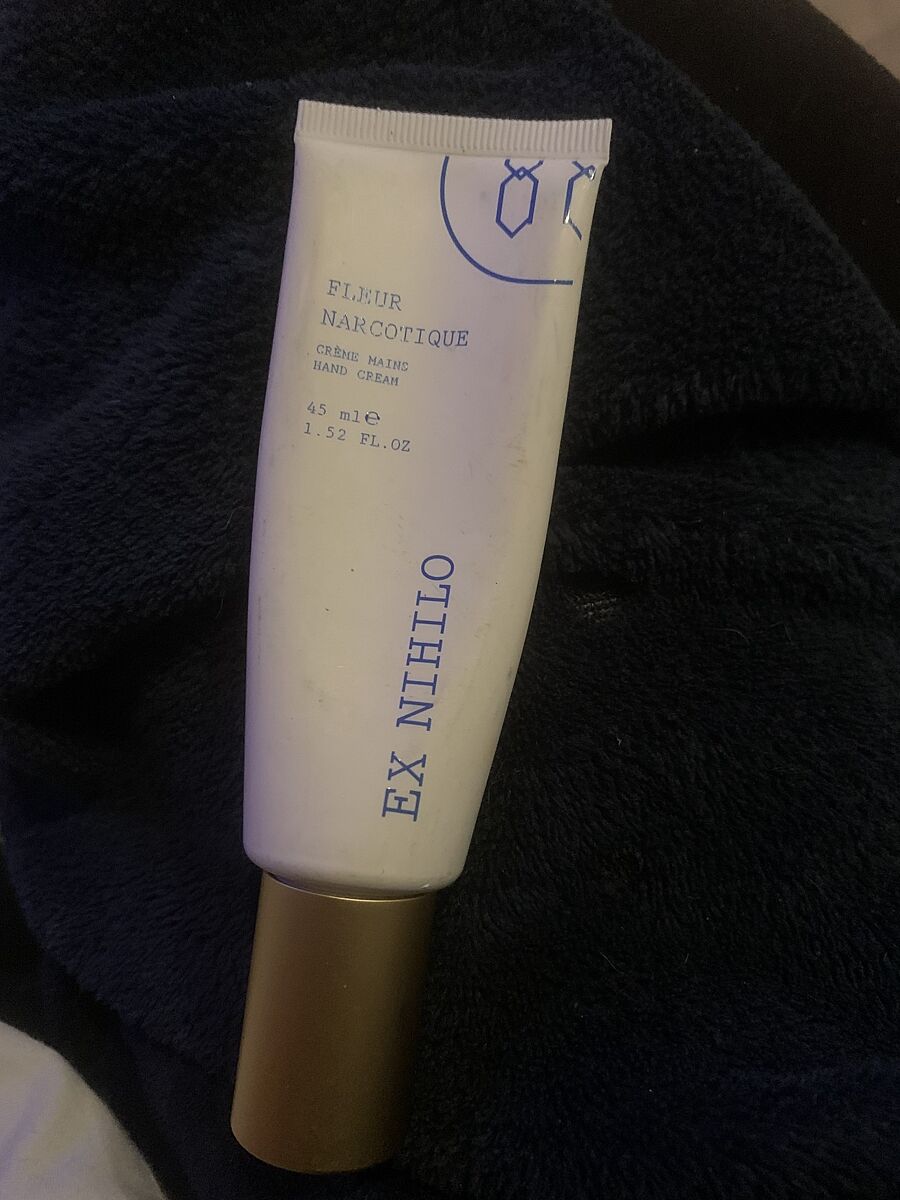 FLEUR
NARCOTIQUE
CRÈME MAINS
HAND CREAM
45 ml℮
1.52 FL.OZ
EX NIHILO